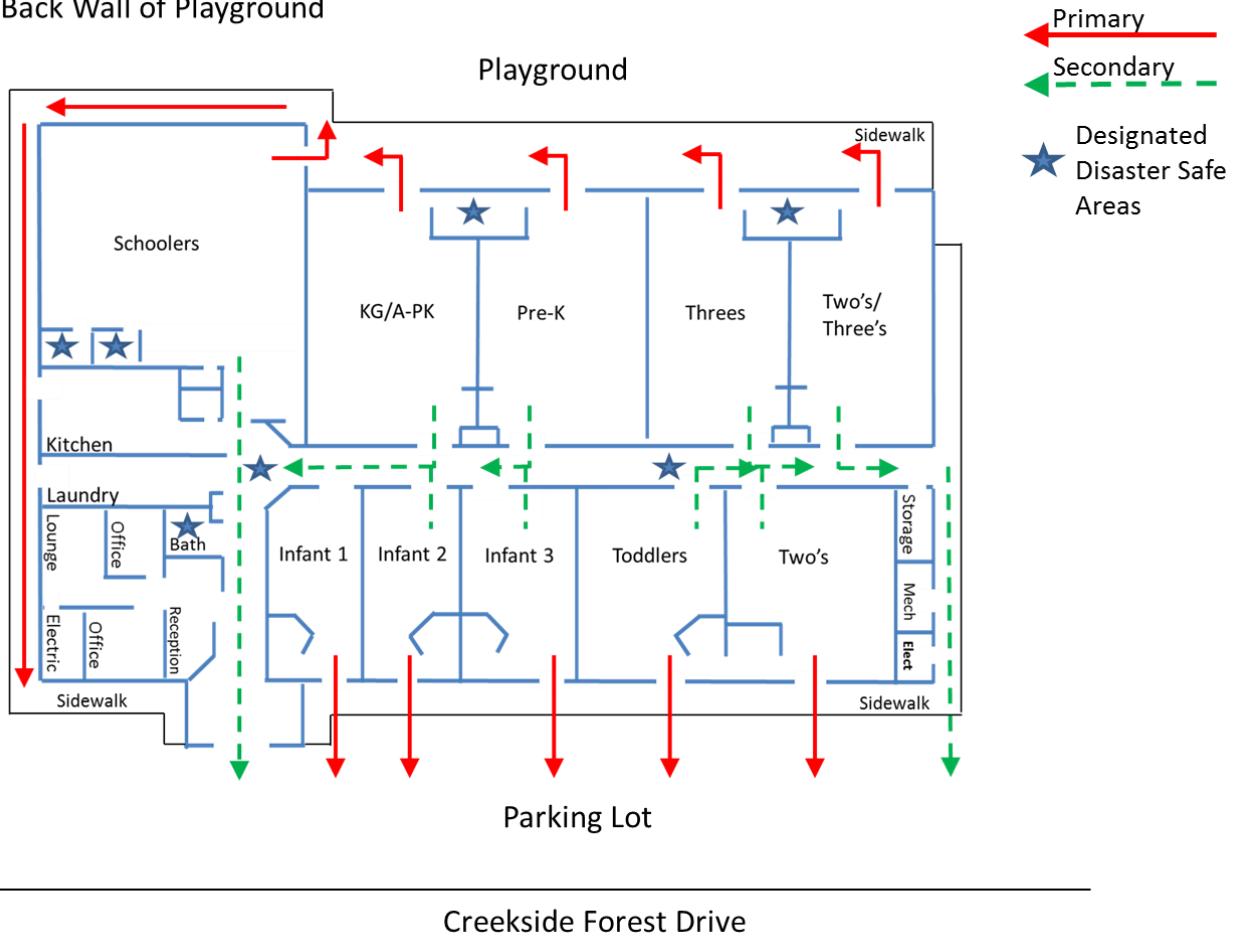 Back Wall of Playground
Primary
Secondary
Designated
Disaster Safe
Areas
Playground
Sidewalk
Schoolers
KG/A-PK
Pre-K
Threes
Two's/
Three's
Kitchen
Laundry
Lounge
Office
Bath
Infant 1
Infant 2
Infant 3
Toddlers
Two's
Storage
Mech
Elect
Electric
Office
Reception
Sidewalk
Sidewalk
Parking Lot
Creekside Forest Drive